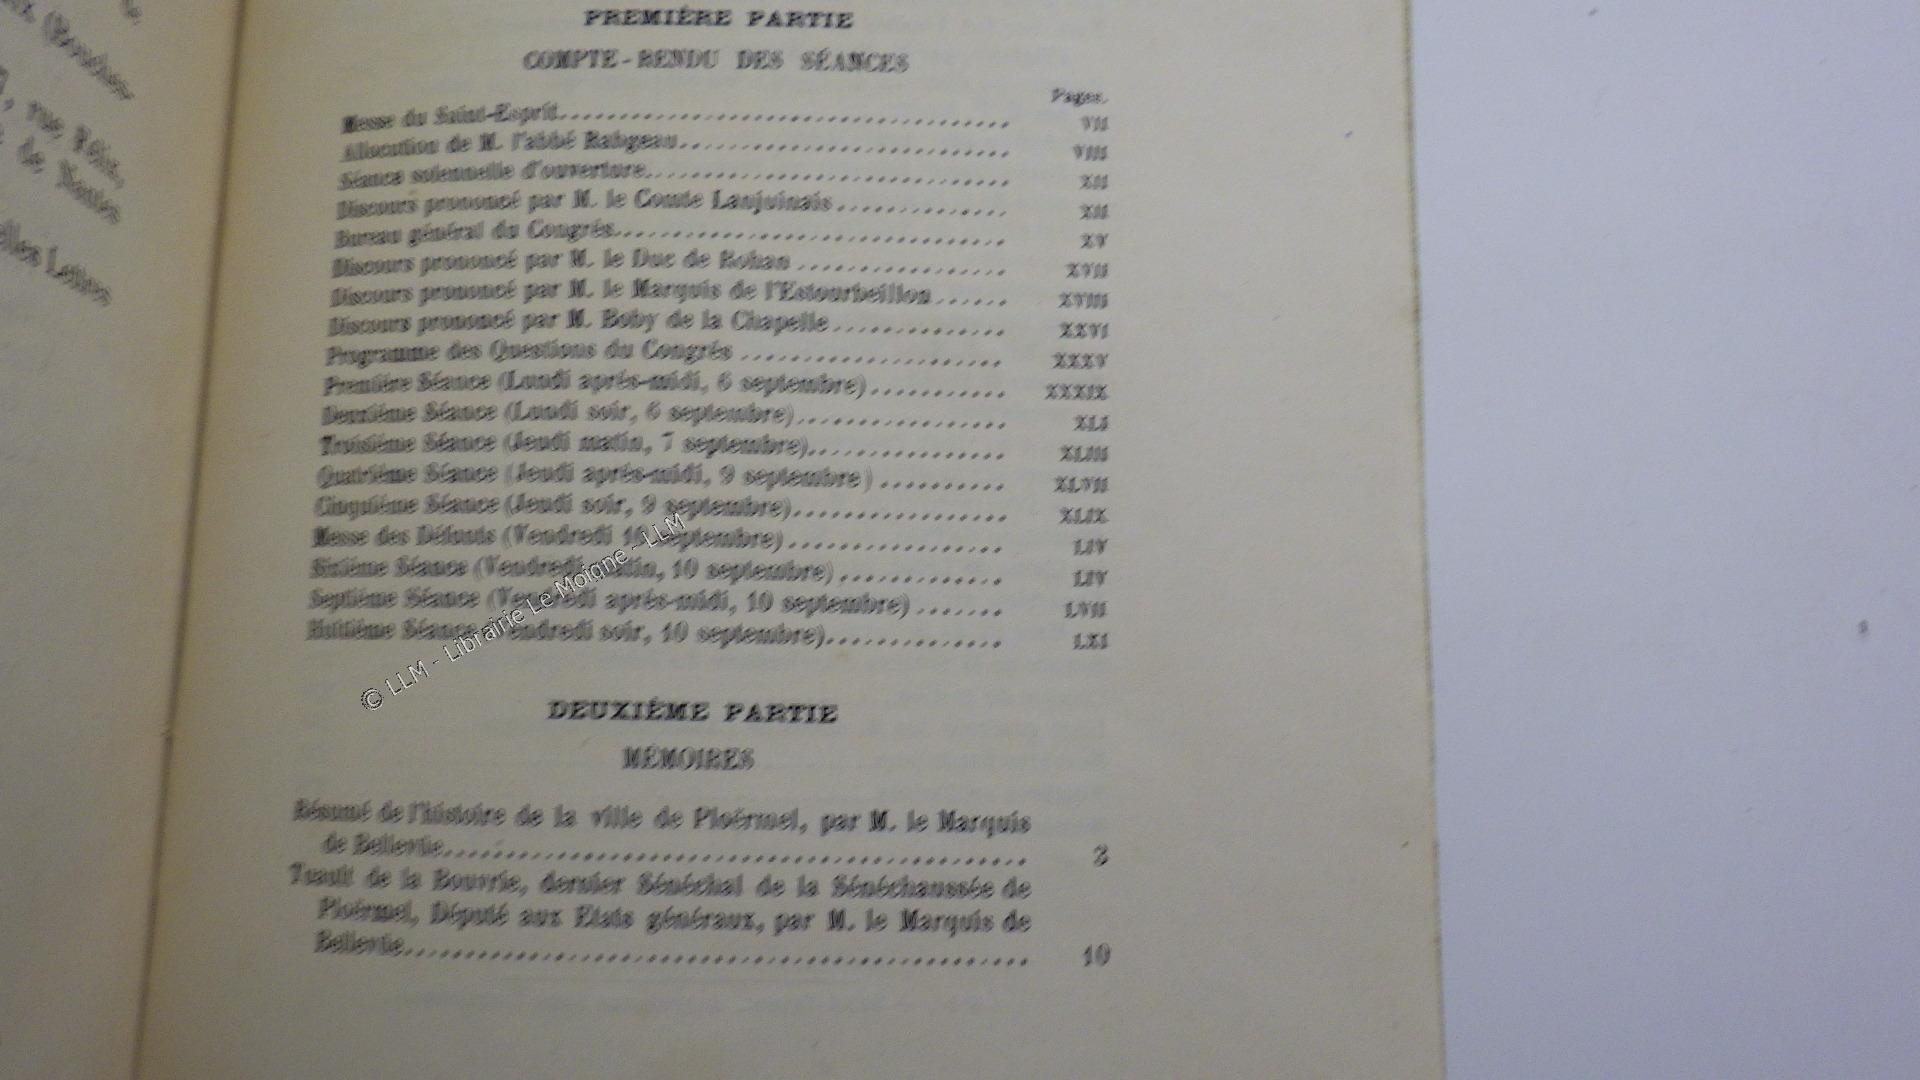 rue Félix,
de Nantes
Belles Lettres
PREMIÈRE PARTIE
COMPTE-RENDU DES SÉANCES
Pages.
Messe du Saint-Esprit........ VII
Allocution de M. l'abbé ........ VIII
Séance solennelle d'ouverture........ XII
Discours prononcé par M. le Comte Lanjuinais........ XII
Bureau général du Congrès........ XV
Discours prononcé par M. le Duc de Rohan........ XVII
Discours prononcé par M. le Marquis de l'Estourbeillon...... XVIII
Discours prononcé par M. Boby de la Chapelle........ XXVI
Programme des Questions du Congrès........ XXXV
Première Séance (Lundi après-midi, 6 septembre)........ XXXIX
Deuxième Séance (Lundi soir, 6 septembre)........ XLI
Troisième Séance (Jeudi matin, 7 septembre)........ XLIII
Quatrième Séance (Jeudi après-midi, 9 septembre)........ XLVII
Cinquième Séance (Jeudi soir, 9 septembre)........ XLIX
Messe des Défunts (Vendredi 10 septembre)........ LIV
Sixième Séance (Vendredi matin, 10 septembre)........ LIV
Septième Séance (Vendredi après-midi, 10 septembre)....... LVII
Huitième Séance (Vendredi soir, 10 septembre)........ LXI
© LLM - Librairie Le Moigne - LLM
DEUXIÈME PARTIE
MÉMOIRES
Résumé de l'histoire de la ville de Ploërmel, par M. le Marquis
de Bellevüe........ 3
Tuault de la Bouvrie, dernier Sénéchal de la Sénéchaussée de
Ploërmel, Député aux Etats généraux, par M. le Marquis de
Bellevüe........ 10